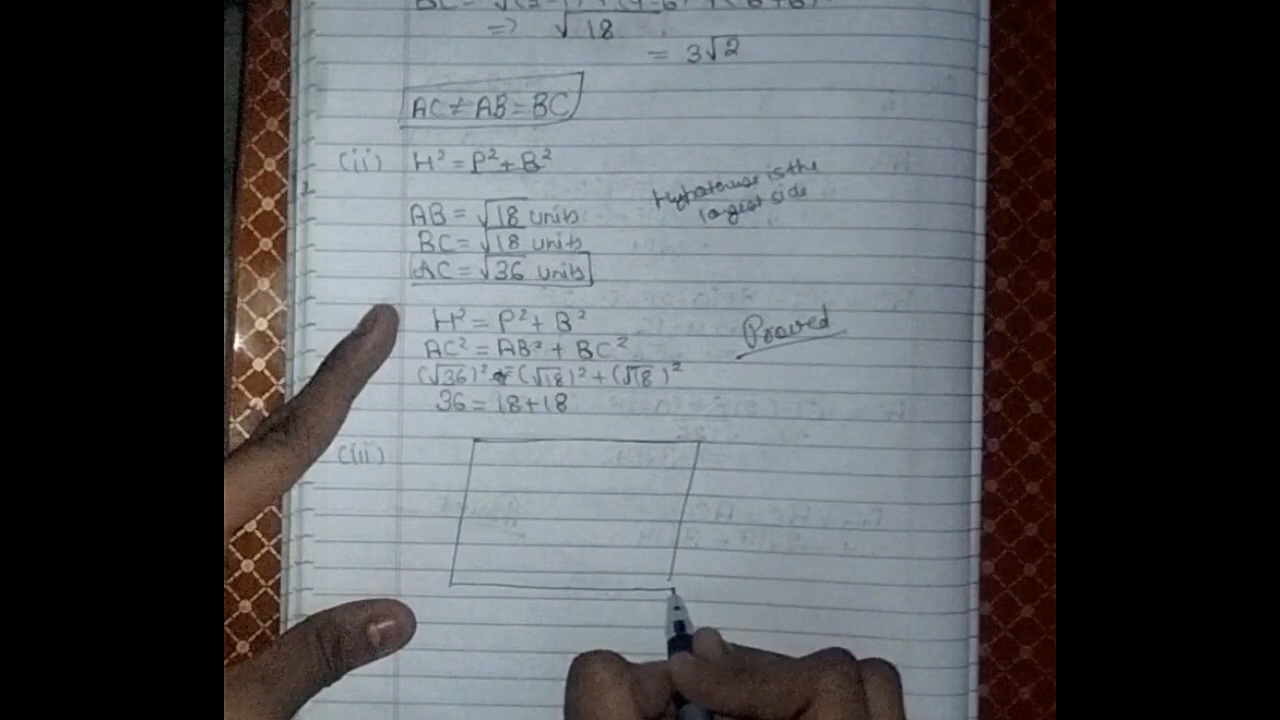 => √18
= 3√2
AC ≠ AB = BC
(ii) H² = P² + B²
Hypotenuse is the
largest side
AB = √18 units
BC = √18 units
AC = √36 units
H² = P² + B²
Proved
AC² = AB² + BC²
(√36)² = (√18)² + (√18)²
36 = 18+18
(iii)